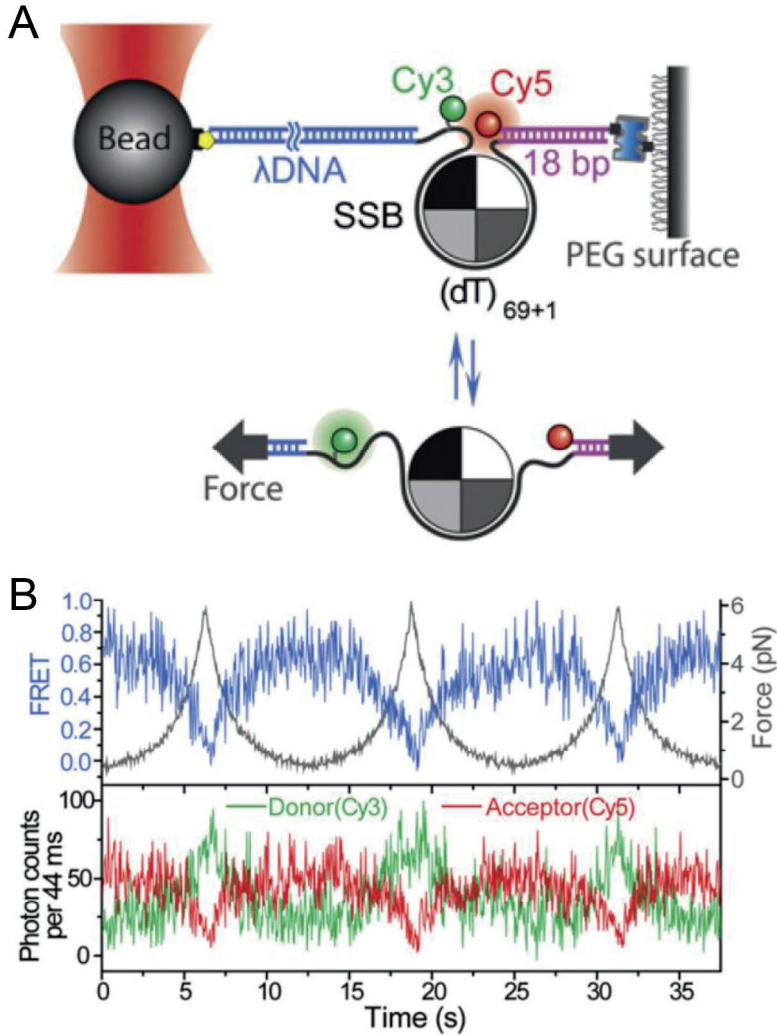 A
Cy3
Cy5
Bead
λDNA
18 bp
SSB
PEG surface
(dT) 69+1
Force
B
1.0
0.8
0.6
0.4
0.2
0.0
FRET
6
4
2
0
Force (pN)
100
50
0
Photon counts
per 44 ms
Donor(Cy3)
Acceptor(Cy5)
0 5 10 15 20 25 30 35
Time (s)